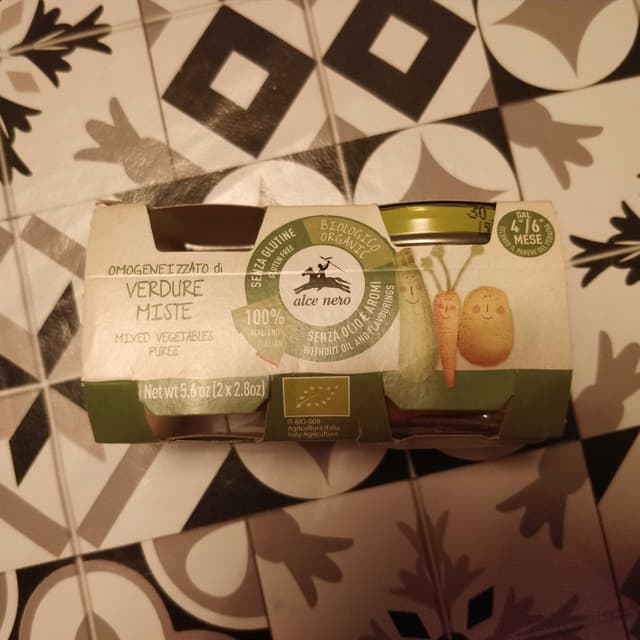 OMOGENEIZZATO di
VERDURE
MISTE
MIXED VEGETABLES
PUREE
Net wt 5.6 oz (2 x 2.8oz)
SENZA GLUTINE
GLUTEN FREE
BIOLOGICO
ORGANIC
alce nero
100%
ITALIANO
SENZA OLIO E AROMI
WITHOUT OIL AND FLAVOURINGS
IT-BIO-009
Agricoltura Italia
Italy Agriculture
DAL
4°/6°
MESE